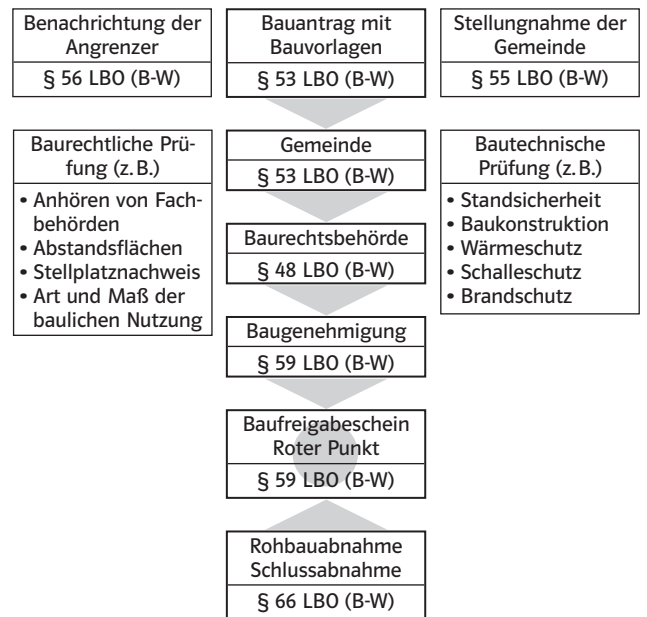 Benachrichtung der
Angrenzer
§ 56 LBO (B-W)
Bauantrag mit
Bauvorlagen
§ 53 LBO (B-W)
Stellungnahme der
Gemeinde
§ 55 LBO (B-W)
Baurechtliche Prü-
fung (z. B.)
• Anhören von Fach-
behörden
• Abstandsflächen
• Stellplatznachweis
• Art und Maß der
baulichen Nutzung
Gemeinde
§ 53 LBO (B-W)
Baurechtsbehörde
§ 48 LBO (B-W)
Baugenehmigung
§ 59 LBO (B-W)
Bautechnische
Prüfung (z. B.)
• Standsicherheit
• Baukonstruktion
• Wärmeschutz
• Schalleschutz
• Brandschutz
Baufreigabeschein
Roter Punkt
§ 59 LBO (B-W)
Rohbauabnahme
Schlussabnahme
§ 66 LBO (B-W)